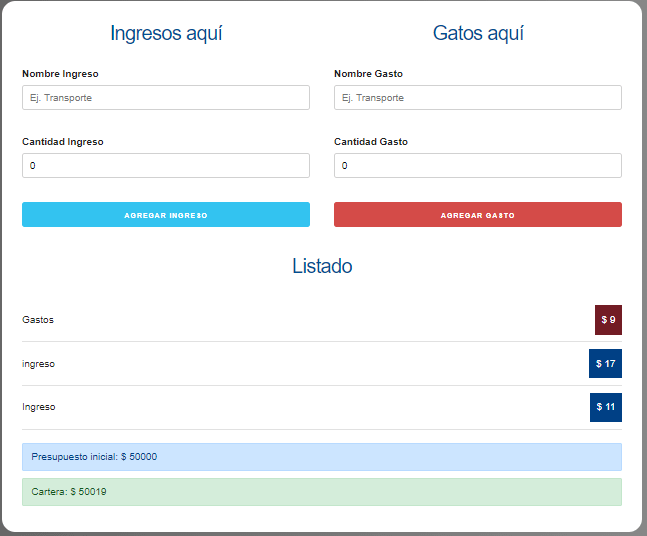 Ingresos aquí
Gatos aquí
Nombre Ingreso
Nombre Gasto
Ej. Transporte
Ej. Transporte
Cantidad Ingreso
Cantidad Gasto
0
0
AGREGAR INGRESO
AGREGAR GASTO
Listado
Gastos $ 9
ingreso $ 17
Ingreso $ 11
Presupuesto inicial: $ 50000
Cartera: $ 50019